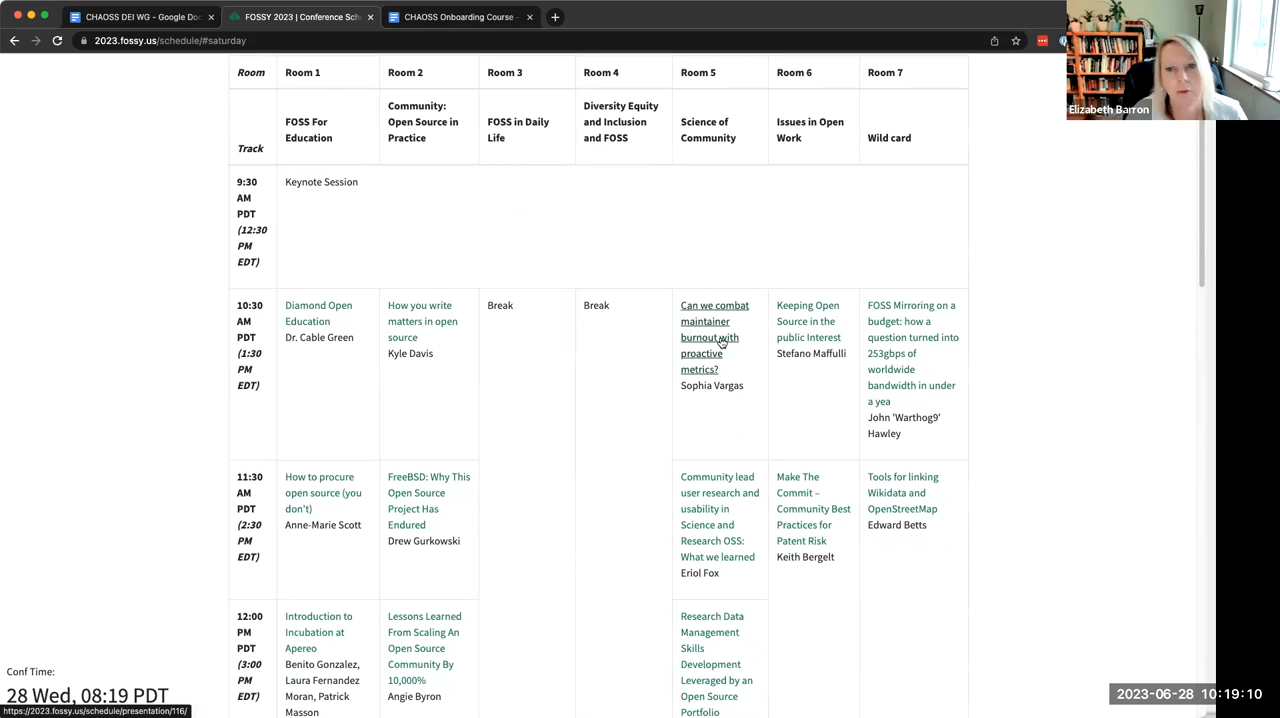 CHAOSS DEI WG - Google Doc
FOSSY 2023 | Conference Sch
CHAOSS Onboarding Course -
2023.fossy.us/schedule/#saturday
Elizabeth Barron
Room
Room 1
Room 2
Room 3
Room 4
Room 5
Room 6
Room 7
Track
FOSS For
Education
Community:
Open Source in
Practice
FOSS in Daily
Life
Diversity Equity
and Inclusion
and FOSS
Science of
Community
Issues in Open
Work
Wild card
9:30
AM
PDT
(12:30
PM
EDT)
Keynote Session
10:30
AM
PDT
(1:30
PM
EDT)
Diamond Open
Education
Dr. Cable Green
How you write
matters in open
source
Kyle Davis
Break
Break
Can we combat
maintainer
burnout with
proactive
metrics?
Sophia Vargas
Keeping Open
Source in the
public Interest
Stefano Maffulli
FOSS Mirroring on a
budget: how a
question turned into
253gbps of
worldwide
bandwidth in under
a yea
John 'Warthog9'
Hawley
11:30
AM
PDT
(2:30
PM
EDT)
How to procure
open source (you
don't)
Anne-Marie Scott
FreeBSD: Why This
Open Source
Project Has
Endured
Drew Gurkowski
Community lead
user research and
usability in
Science and
Research OSS:
What we learned
Eriol Fox
Make The
Commit –
Community Best
Practices for
Patent Risk
Keith Bergelt
Tools for linking
Wikidata and
OpenStreetMap
Edward Betts
12:00
PM
PDT
(3:00
PM
EDT)
Introduction to
Incubation at
Apereo
Benito Gonzalez,
Laura Fernandez
Moran, Patrick
Masson
Lessons Learned
From Scaling An
Open Source
Community By
10,000%
Angie Byron
Research Data
Management
Skills
Development
Leveraged by an
Open Source
Portfolio
Conf Time:
28 Wed, 08:19 PDT
https://2023.fossy.us/schedule/presentation/116/
2023-06-28 10:19:10